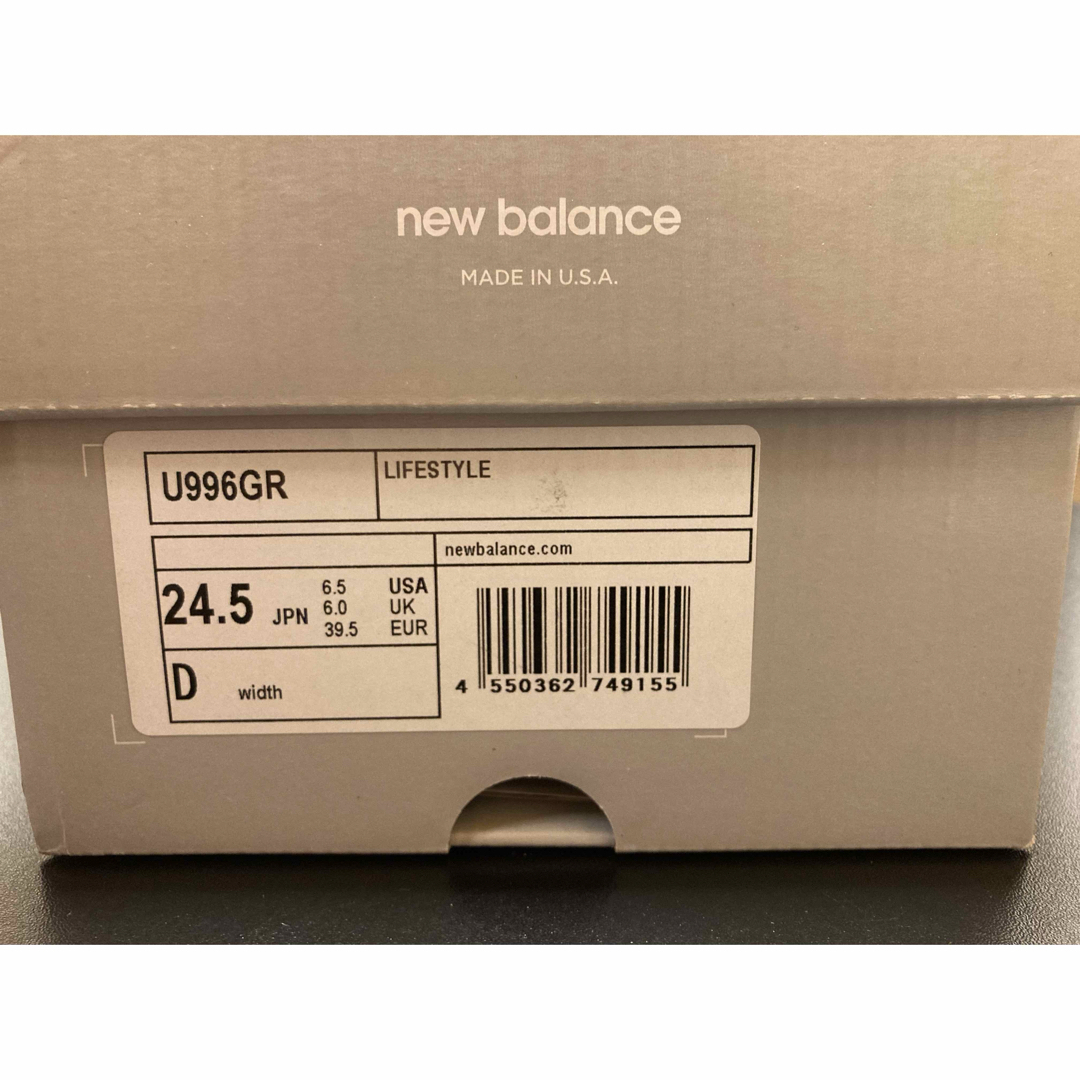 new balance
MADE IN U.S.A.
U996GR
LIFESTYLE
newbalance.com
24.5 JPN
6.5 USA
6.0 UK
39.5 EUR
D width
4 550362 749155